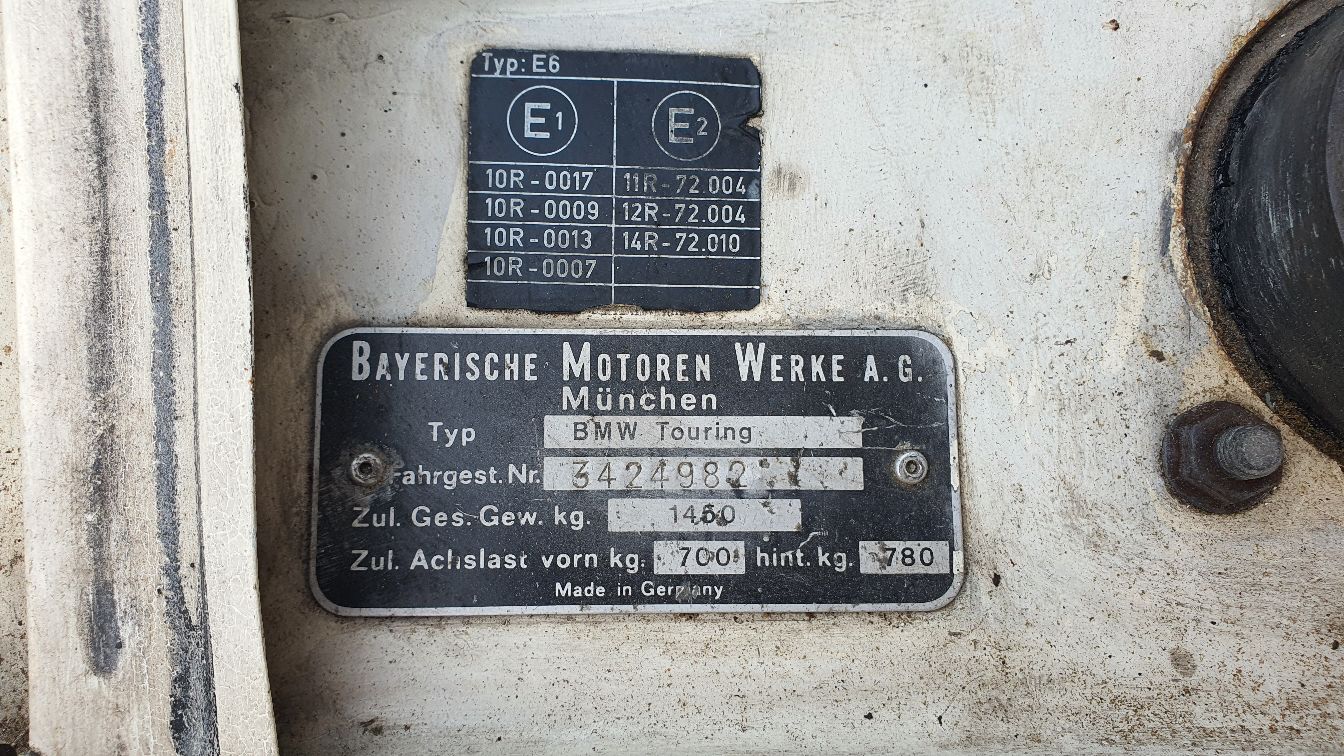 Typ: E6
E1 E2
10R-0017 11R-72.004
10R-0009 12R-72.004
10R-0013 14R-72.010
10R-0007
BAYERISCHE MOTOREN WERKE A.G.
München
Typ BMW Touring
Fahrgest. Nr. 3424982
Zul. Ges. Gew. kg. 1450
Zul. Achslast vorn kg. 700 hint. kg. 780
Made in Germany